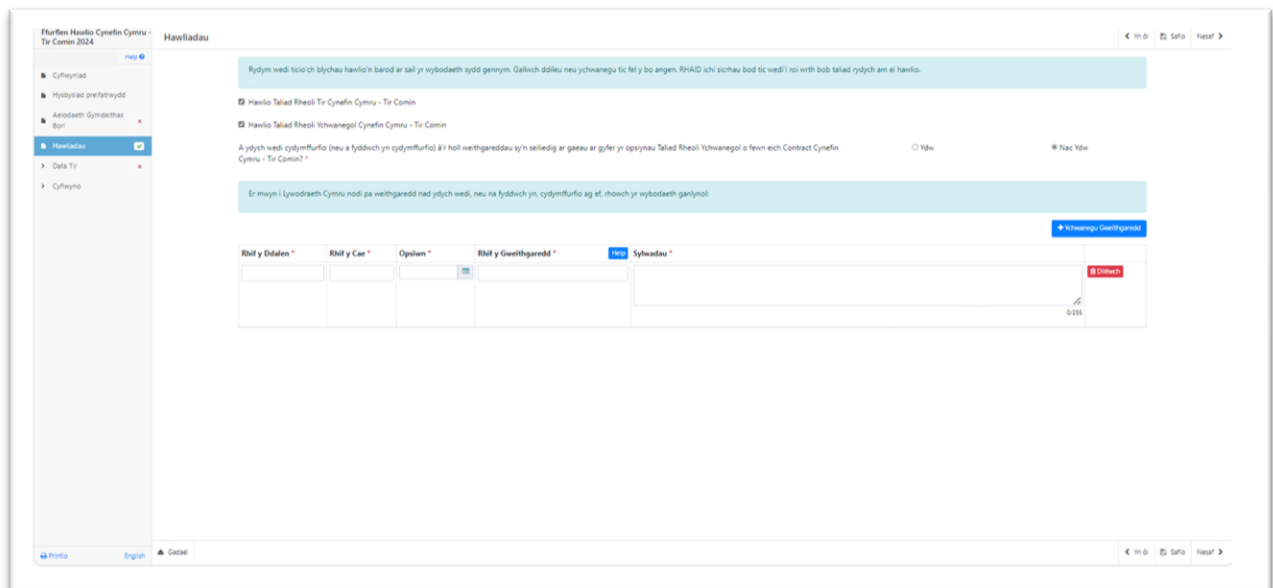 Ffurflen Hawlio Cynefin Cymru -
Tir Comin 2024
Help
Cyflwyniad
Hysbysiad preifatrwydd
Aelodaeth Gymdeithas
Bori
Hawliadau
Data Tir
Cyflwyno
Hawliadau
Yn ôl
Safio
Nesaf
Rydym wedi ticio'ch blychau hawlio'n barod ar sail yr wybodaeth sydd gennym. Gallwch ddileu neu ychwanegu tic fel y bo angen. RHAID ichi sicrhau bod tic wedi'i roi wrth bob taliad rydych am ei hawlio.
Hawlio Taliad Rheoli Tir Cynefin Cymru - Tir Comin
Hawlio Taliad Rheoli Ychwanegol Cynefin Cymru - Tir Comin
A ydych wedi cydymffurfio (neu a fyddwch yn cydymffurfio) â'r holl weithgareddau sy'n seiliedig ar gaeau ar gyfer yr opsiynau Taliad Rheoli Ychwanegol o fewn eich Contract Cynefin
Cymru - Tir Comin? *
Ydw
Nac Ydw
Er mwyn i Lywodraeth Cymru nodi pa weithgaredd nad ydych wedi, neu na fyddwch yn, cydymffurfio ag ef, rhowch yr wybodaeth ganlynol:
+ Ychwanegu Gweithgaredd
Rhif y Ddalen * Rhif y Cae * Opsiwn * Rhif y Gweithgaredd * Help Sylwadau *
Dilëwch
0/255
Printio English
Gadael
Yn ôl
Safio
Nesaf